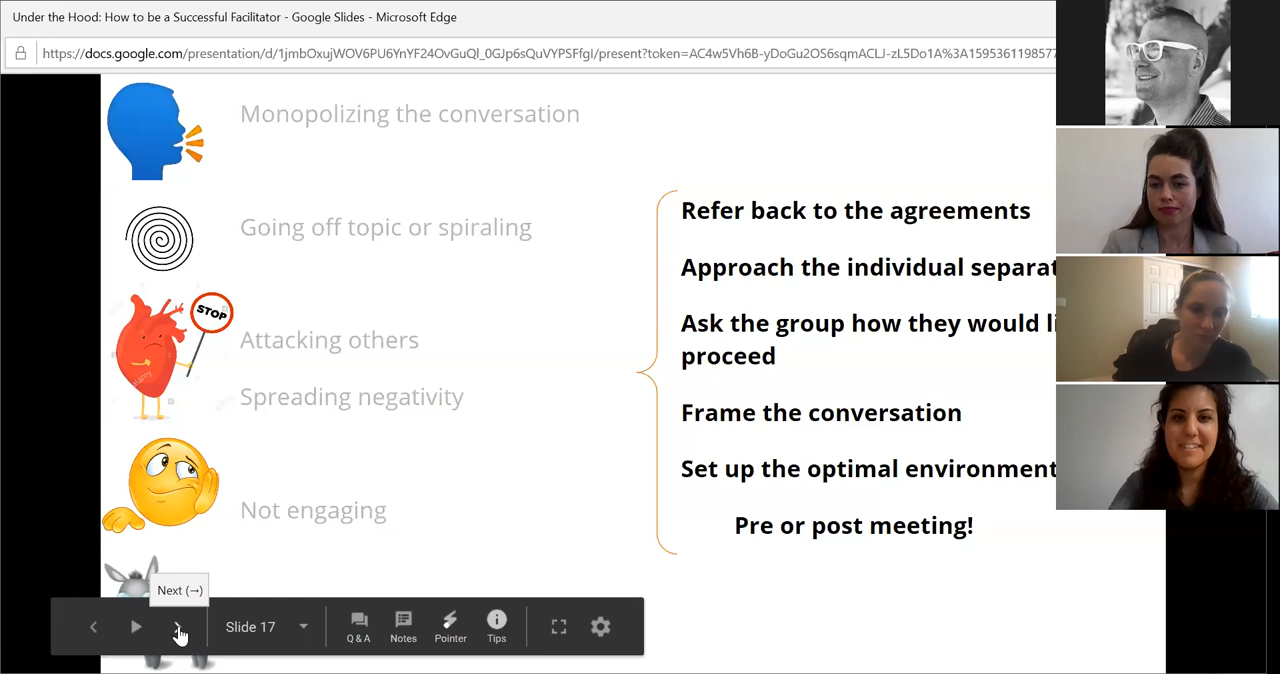 Under the Hood: How to be a Successful Facilitator - Google Slides - Microsoft Edge
https://docs.google.com/presentation/d/1jmbOxujWOV6PU6YnYF24OvGuQl_0GJp6sQuVYPSFfgI/present?token=AC4w5Vh6B-yDoGu2OS6sqmACLJ-zL5Do1A%3A1595361198577
Monopolizing the conversation
Going off topic or spiraling
STOP
Attacking others
Spreading negativity
Not engaging
Refer back to the agreements
Approach the individual separat
Ask the group how they would li
proceed
Frame the conversation
Set up the optimal environment
Pre or post meeting!
Next (→)
Slide 17
Q & A
Notes
Pointer
Tips